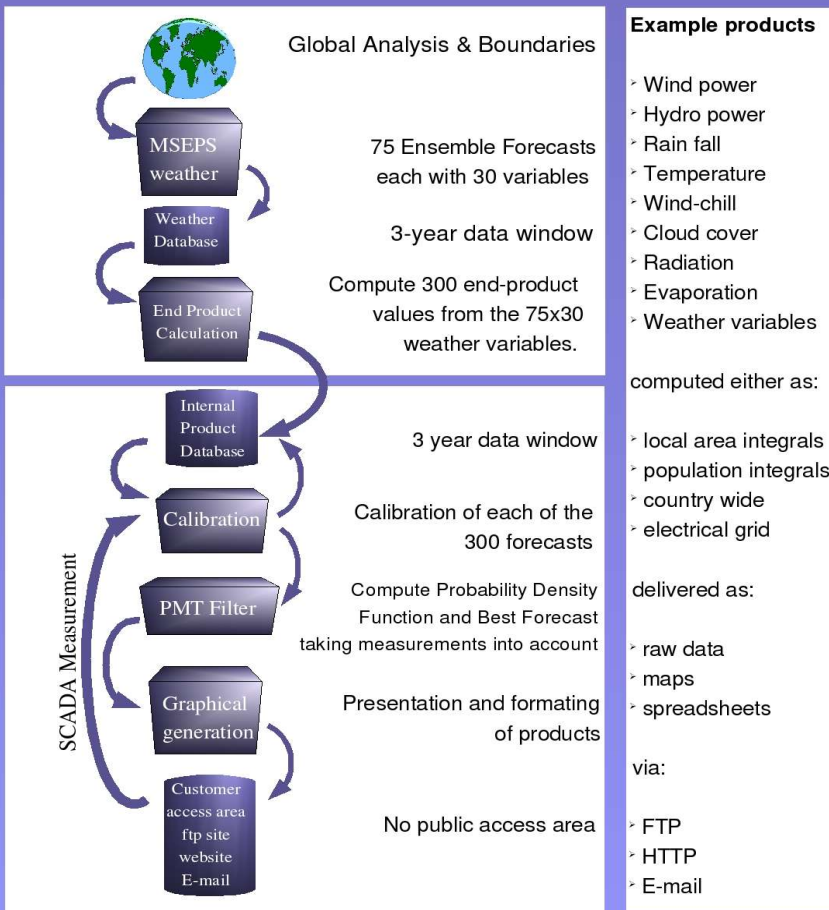 Global Analysis & Boundaries
MSEPS
weather
75 Ensemble Forecasts
each with 30 variables
Weather
Database
3-year data window
End Product
Calculation
Compute 300 end-product
values from the 75x30
weather variables.
Internal
Product
Database
3 year data window
Calibration
Calibration of each of the
300 forecasts
PMT Filter
Compute Probability Density
Function and Best Forecast
taking measurements into account
Graphical
generation
Presentation and formating
of products
Customer
access area
ftp site
website
E-mail
No public access area
SCADA Measurement
Example products
Wind power
Hydro power
Rain fall
Temperature
Wind-chill
Cloud cover
Radiation
Evaporation
Weather variables
computed either as:
local area integrals
population integrals
country wide
electrical grid
delivered as:
raw data
maps
spreadsheets
via:
FTP
HTTP
E-mail